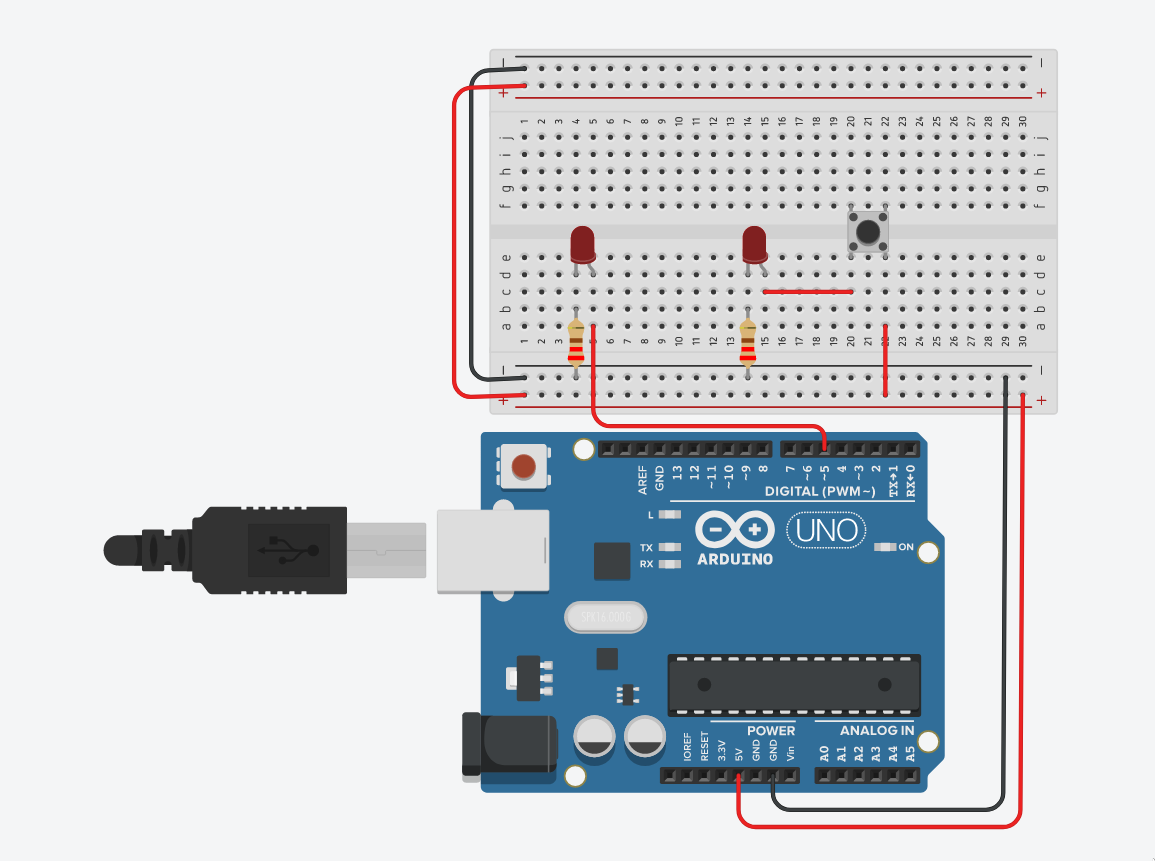 − −
+ +
1 2 3 4 5 6 7 8 9 10 11 12 13 14 15 16 17 18 19 20 21 22 23 24 25 26 27 28 29 30
j j
i i
h h
g g
f f
e e
d d
c c
b b
a a
1 2 3 4 5 6 7 8 9 10 11 12 13 14 15 16 17 18 19 20 21 22 23 24 25 26 27 28 29 30
− −
+ +
AREF GND 13 12 ~11 ~10 ~9 8 7 ~6 ~5 4 ~3 2 TX→1 RX←0
DIGITAL (PWM~)
L
TX
RX
UNO
ARDUINO
ON
SPK16.000G
POWER
ANALOG IN
IOREF RESET 3.3V 5V GND GND Vin A0 A1 A2 A3 A4 A5